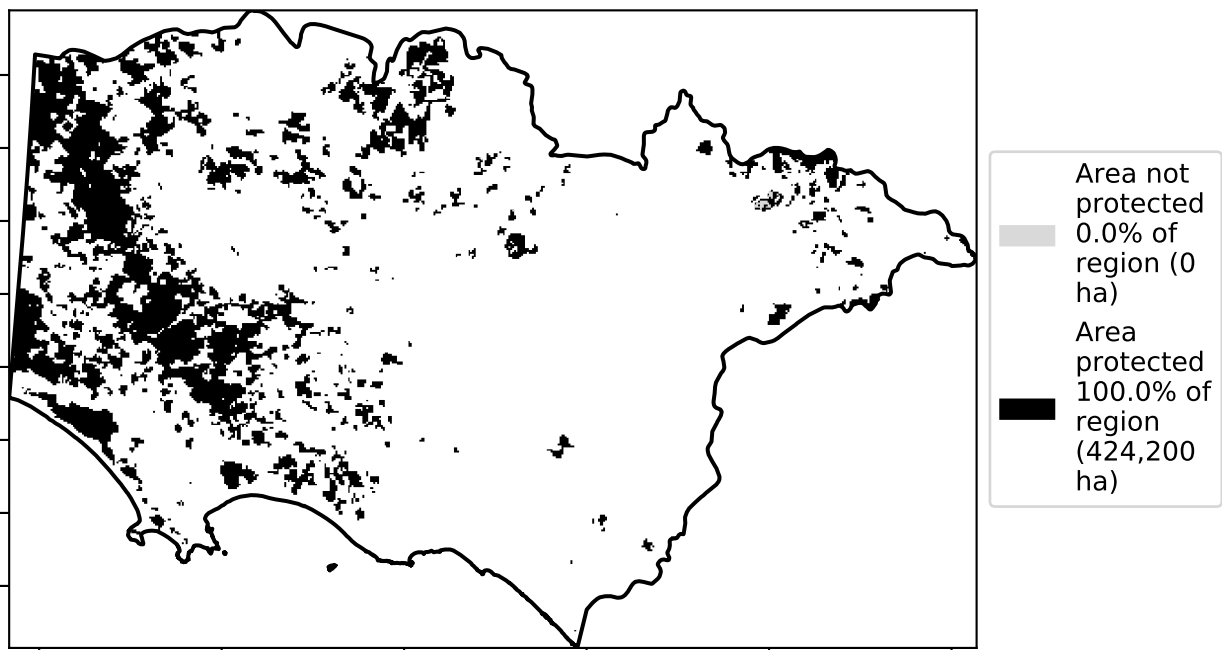 Area not
protected
0.0% of
region (0
ha)
Area
protected
100.0% of
region
(424,200
ha)